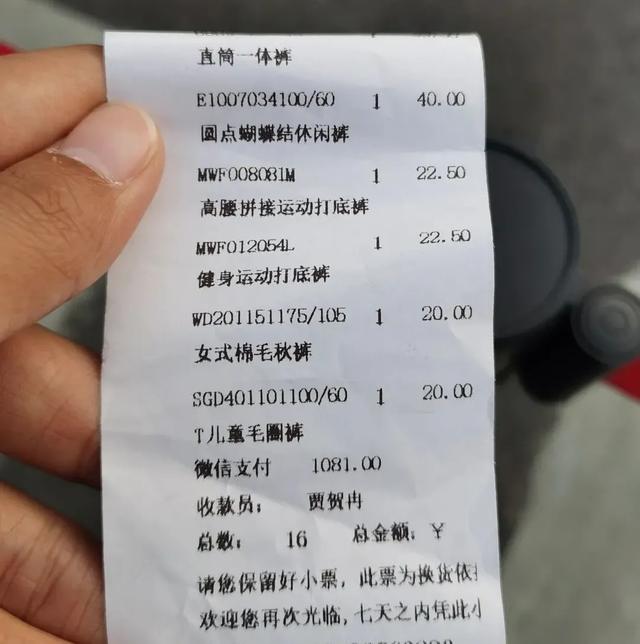 直筒一体裤
E1007034100/60 1 40.00
圆点蝴蝶结休闲裤
MWF008081M 1 22.50
高腰拼接运动打底裤
MWF012054L 1 22.50
健身运动打底裤
WD201151175/105 1 20.00
女式棉毛秋裤
SGD401101100/60 1 20.00
T儿童毛圈裤
微信支付 1081.00
收款员: 贾贺冉
总数: 16 总金额: ¥
请您保留好小票, 此票为换货依
欢迎您再次光临, 七天之内凭此小